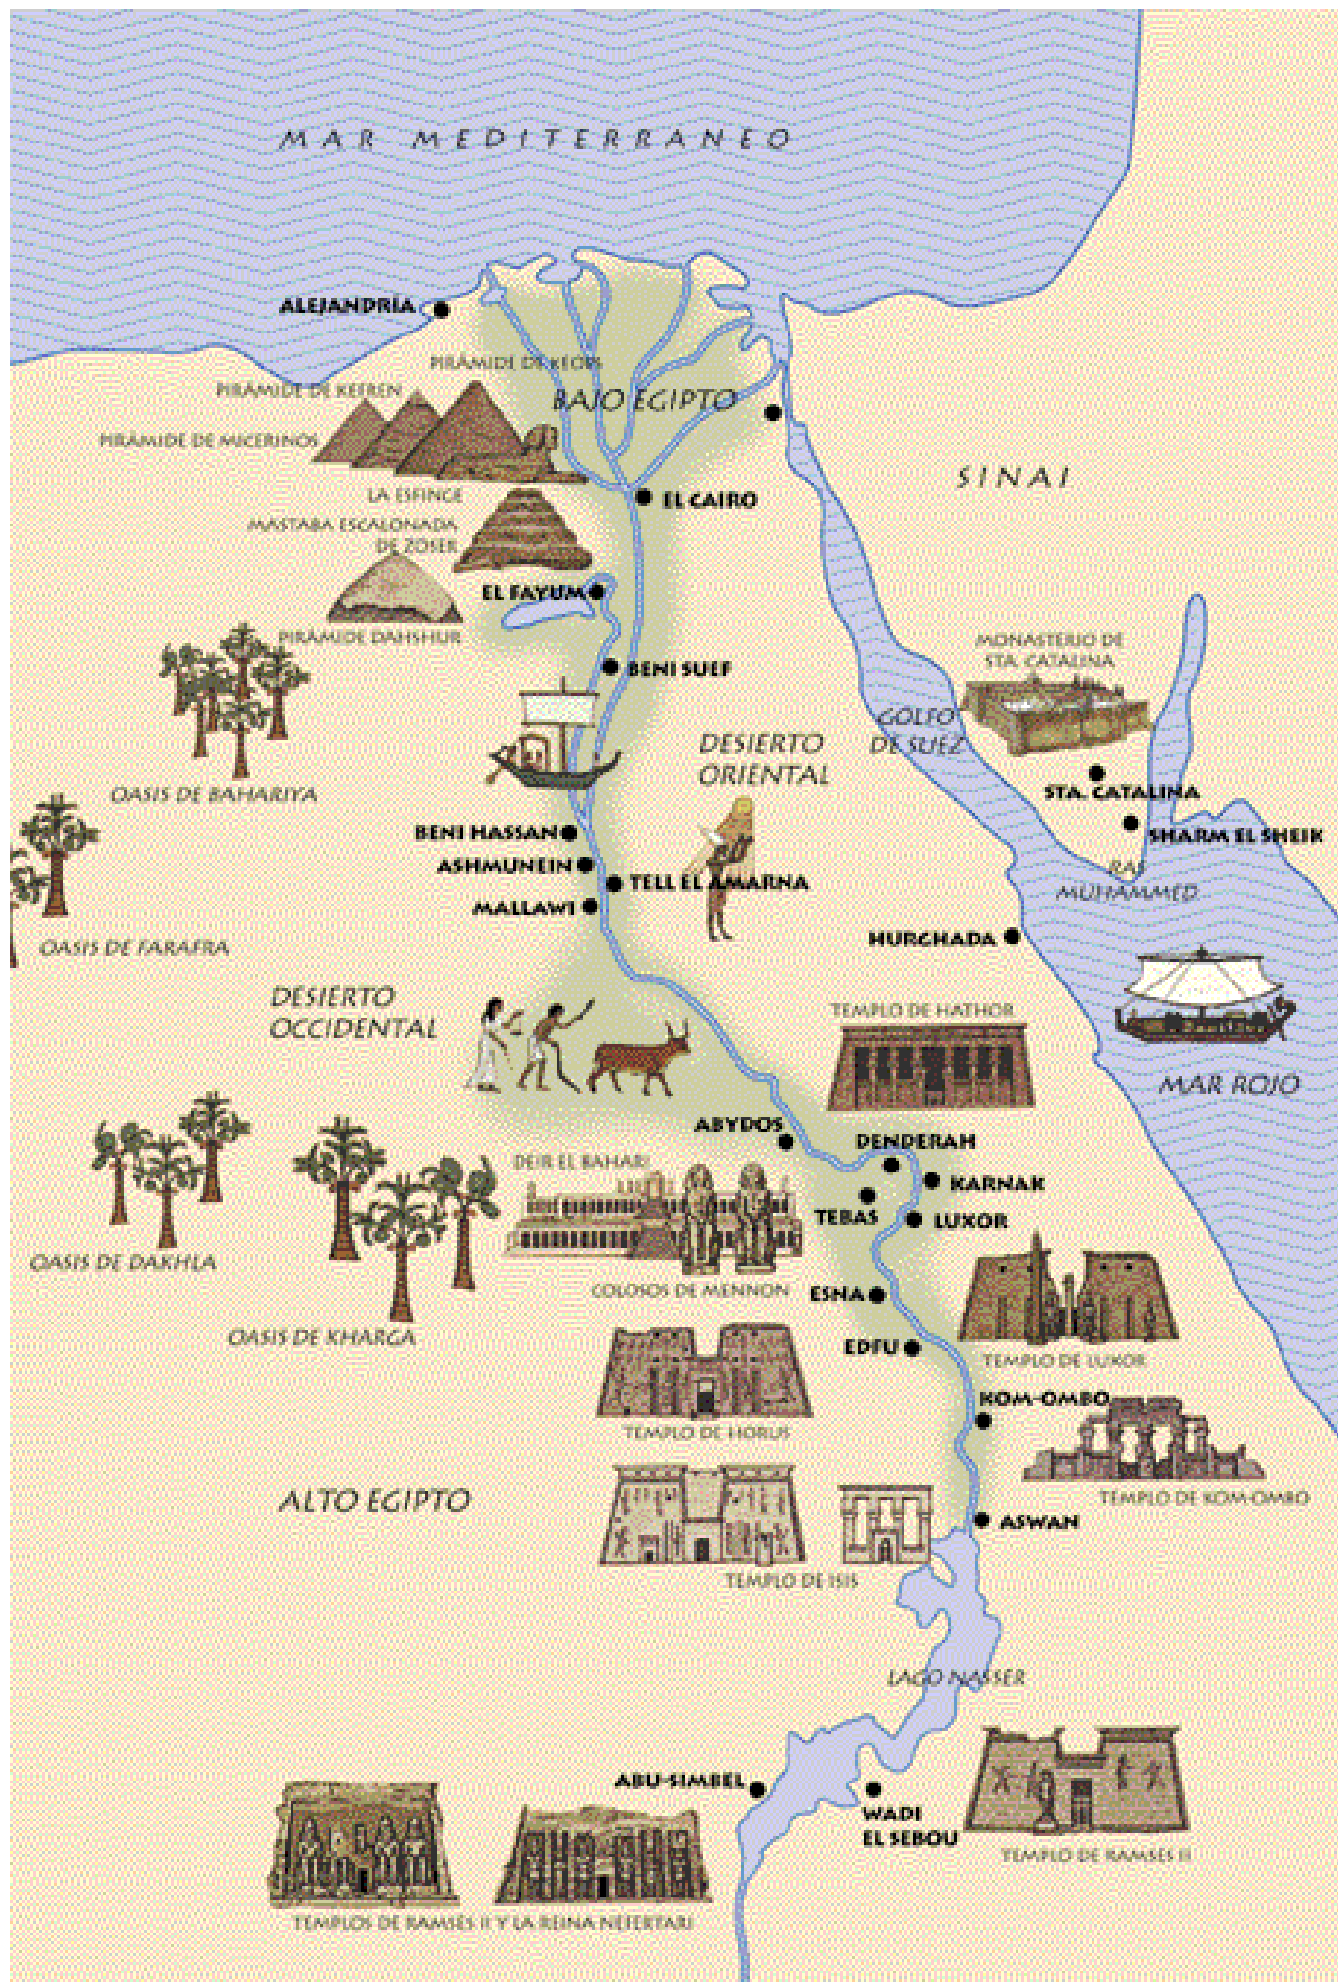 MAR MEDITERRANEO
ALEJANDRÍA
PIRÁMIDE DE KEOPS
PIRÁMIDE DE KEFREN
BAJO EGIPTO
PIRÁMIDE DE MICERINOS
SINAI
LA ESFINGE
EL CAIRO
MASTABA ESCALONADA
DE ZOSER
EL FAYUM
PIRÁMIDE DAHSHUR
MONASTERIO DE
STA. CATALINA
BENI SUEF
GOLFO
DE SUEZ
DESIERTO
ORIENTAL
OASIS DE BAHARIYA
STA. CATALINA
BENI HASSAN
SHARM EL SHEIK
ASHMUNEIN
RAS
MUHAMMED
TELL EL AMARNA
MALLAWI
HURGHADA
OASIS DE FARAFRA
DESIERTO
OCCIDENTAL
TEMPLO DE HATHOR
MAR ROJO
ABYDOS
DENDERAH
DEIR EL BAHARI
KARNAK
TEBAS
LUXOR
OASIS DE DAKHLA
COLOSOS DE MENNON
ESNA
OASIS DE KHARGA
EDFU
TEMPLO DE LUXOR
KOM-OMBO
TEMPLO DE HORUS
ALTO EGIPTO
TEMPLO DE KOM-OMBO
ASWAN
TEMPLO DE ISIS
LAGO NASSER
ABU-SIMBEL
WADI
EL SEBOU
TEMPLO DE RAMSES II
TEMPLOS DE RAMSÉS II Y LA REINA NEFERTARI